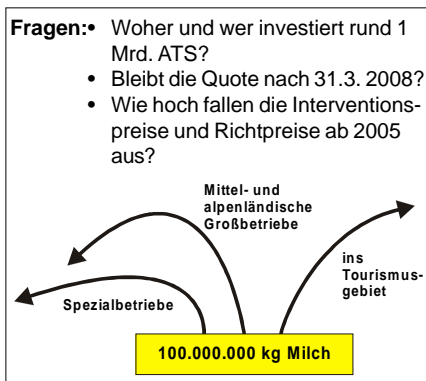 Fragen:• Woher und wer investiert rund 1
Mrd. ATS?
• Bleibt die Quote nach 31.3. 2008?
• Wie hoch fallen die Interventions-
preise und Richtpreise ab 2005
aus?
Mittel- und
alpenländische
Großbetriebe
ins
Tourismus-
gebiet
Spezialbetriebe
100.000.000 kg Milch